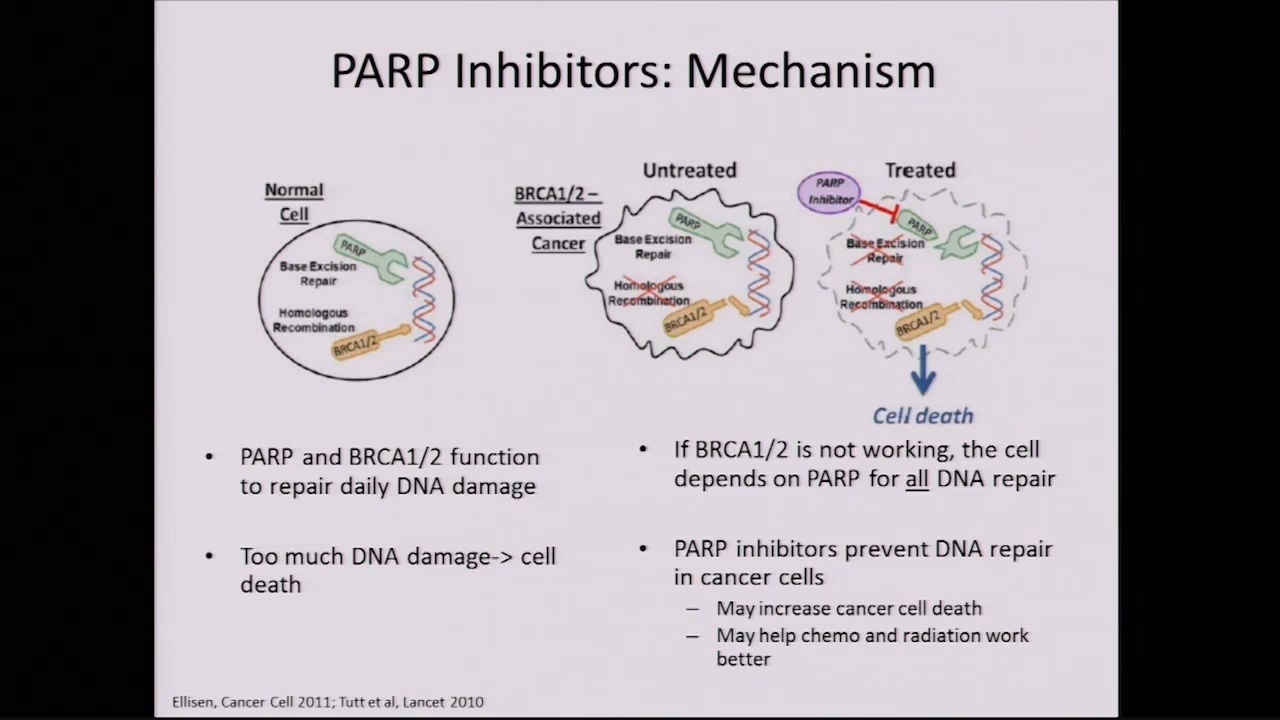 PARP Inhibitors: Mechanism
Normal
Cell
PARP
Base Excision
Repair
Homologous
Recombination
BRCA1/2
BRCA1/2 –
Associated
Cancer
Untreated
PARP
Base Excision
Repair
Homologous
Recombination
BRCA1/2
Treated
PARP
Inhibitor
PARP
Base Excision
Repair
Homologous
Recombination
BRCA1/2
Cell death
• PARP and BRCA1/2 function
to repair daily DNA damage
• Too much DNA damage-> cell
death
• If BRCA1/2 is not working, the cell
depends on PARP for all DNA repair
• PARP inhibitors prevent DNA repair
in cancer cells
– May increase cancer cell death
– May help chemo and radiation work
better
Ellisen, Cancer Cell 2011; Tutt et al, Lancet 2010